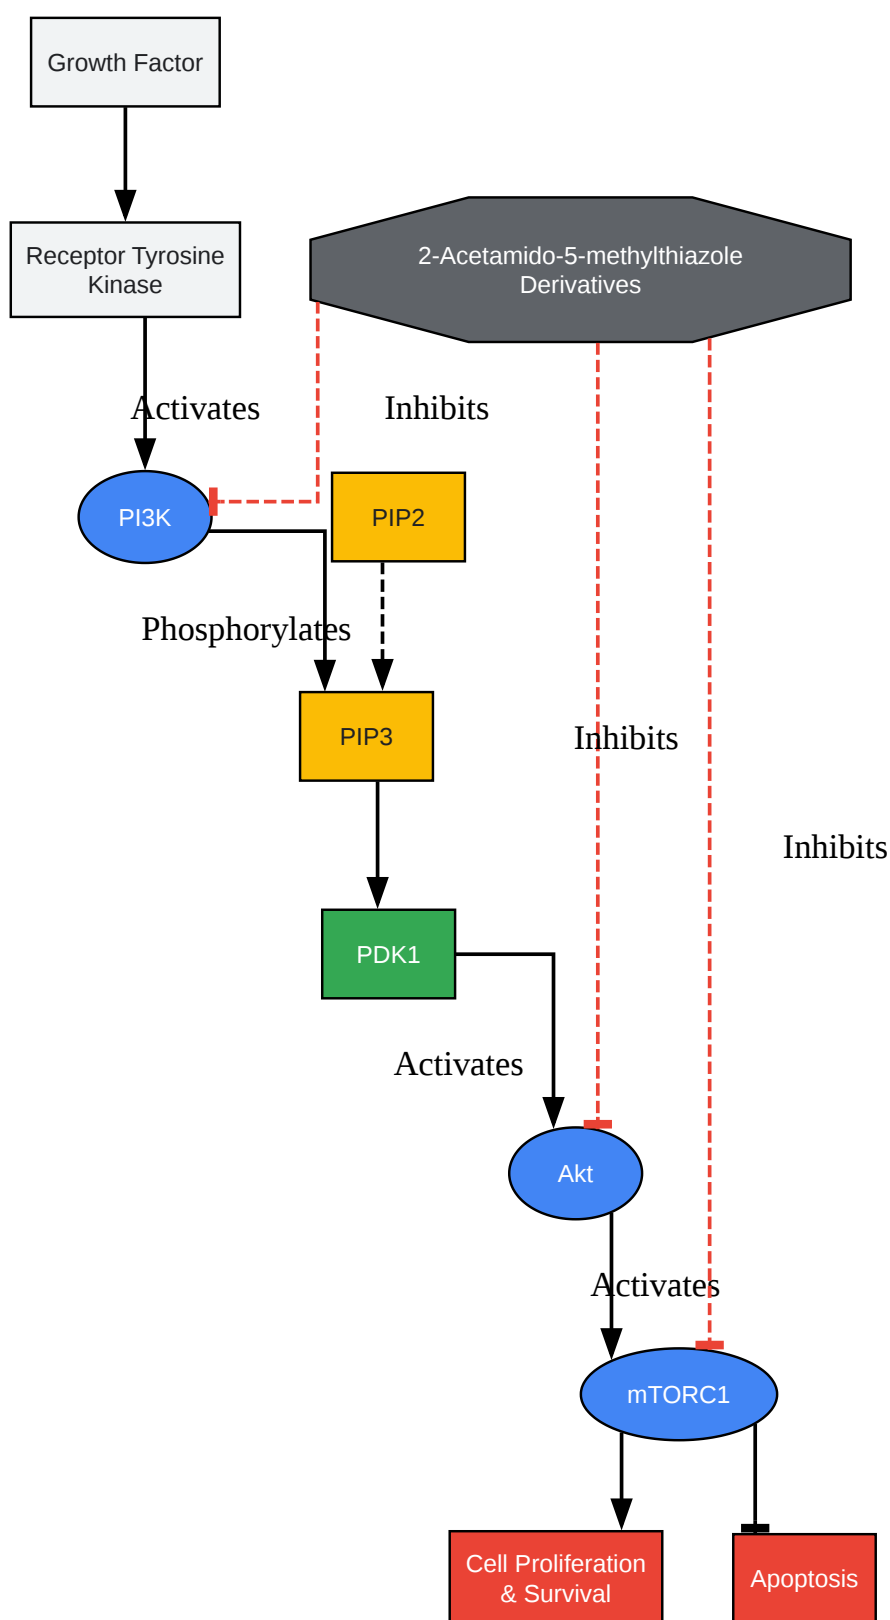 Growth Factor
Receptor Tyrosine
Kinase
2-Acetamido-5-methylthiazole
Derivatives
Activates
Inhibits
PI3K
PIP2
Phosphorylates
PIP3
Inhibits
Inhibits
PDK1
Activates
Akt
Activates
mTORC1
Cell Proliferation
& Survival
Apoptosis